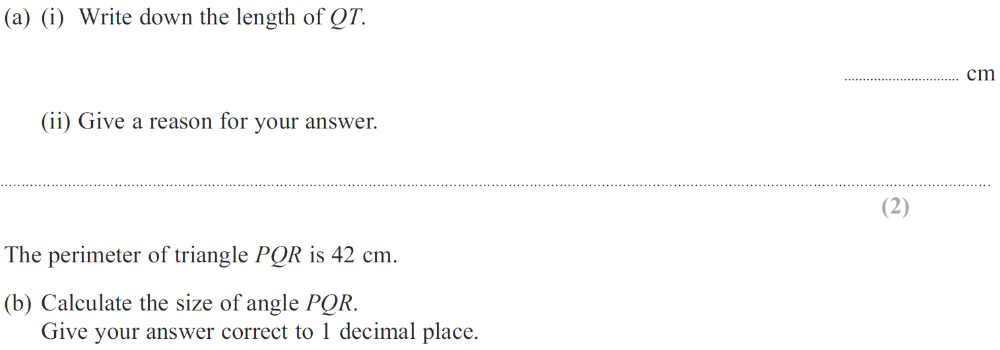 (a) (i) Write down the length of QT.
.............................. cm
(ii) Give a reason for your answer.
(2)
The perimeter of triangle PQR is 42 cm.
(b) Calculate the size of angle PQR.
Give your answer correct to 1 decimal place.